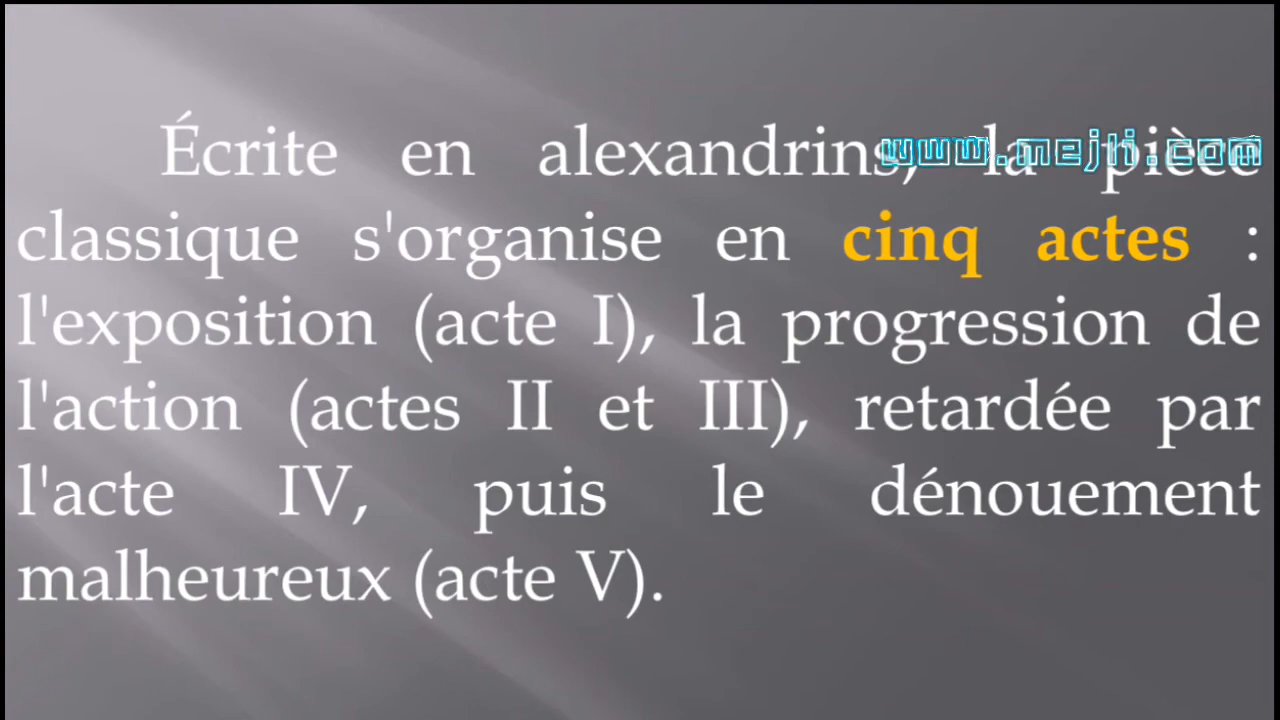 Écrite en alexandrins, la pièce
www.mejli.com
classique s'organise en cinq actes :
l'exposition (acte I), la progression de
l'action (actes II et III), retardée par
l'acte IV, puis le dénouement
malheureux (acte V).